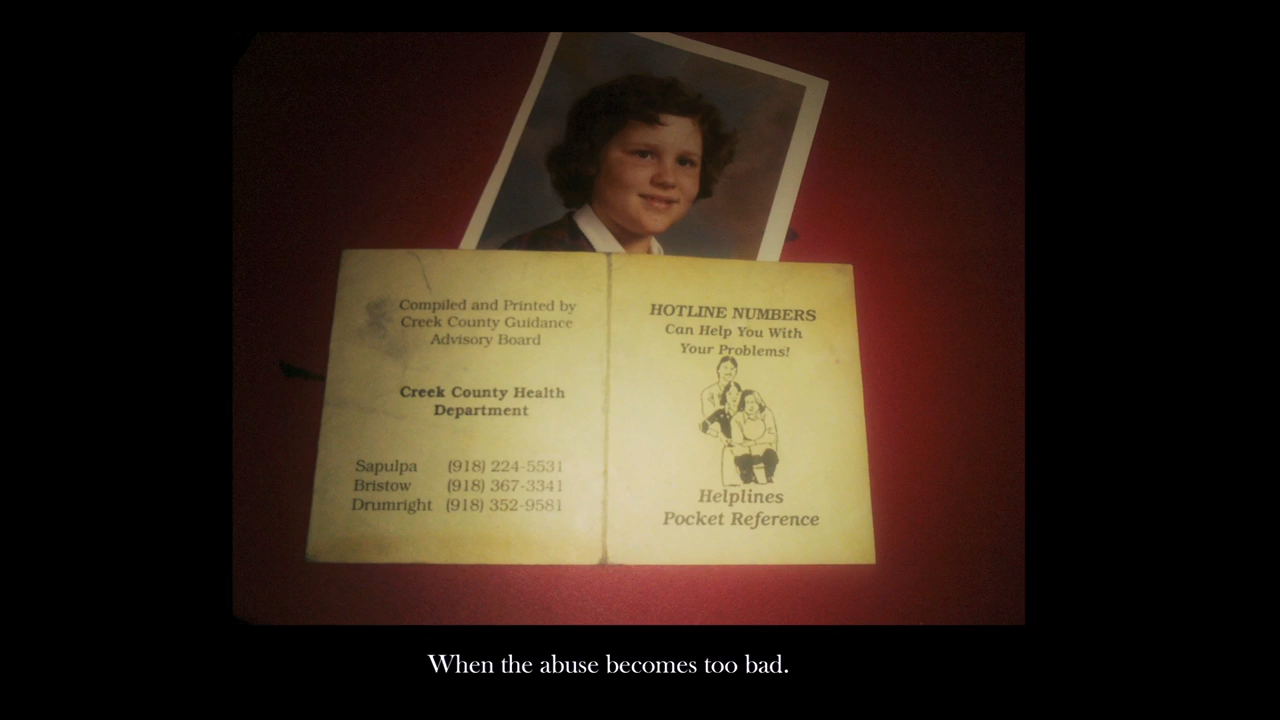 Compiled and Printed by
Creek County Guidance
Advisory Board
Creek County Health
Department
Sapulpa (918) 224-5531
Bristow (918) 367-3341
Drumright (918) 352-9581
HOTLINE NUMBERS
Can Help You With
Your Problems!
Helplines
Pocket Reference
When the abuse becomes too bad.